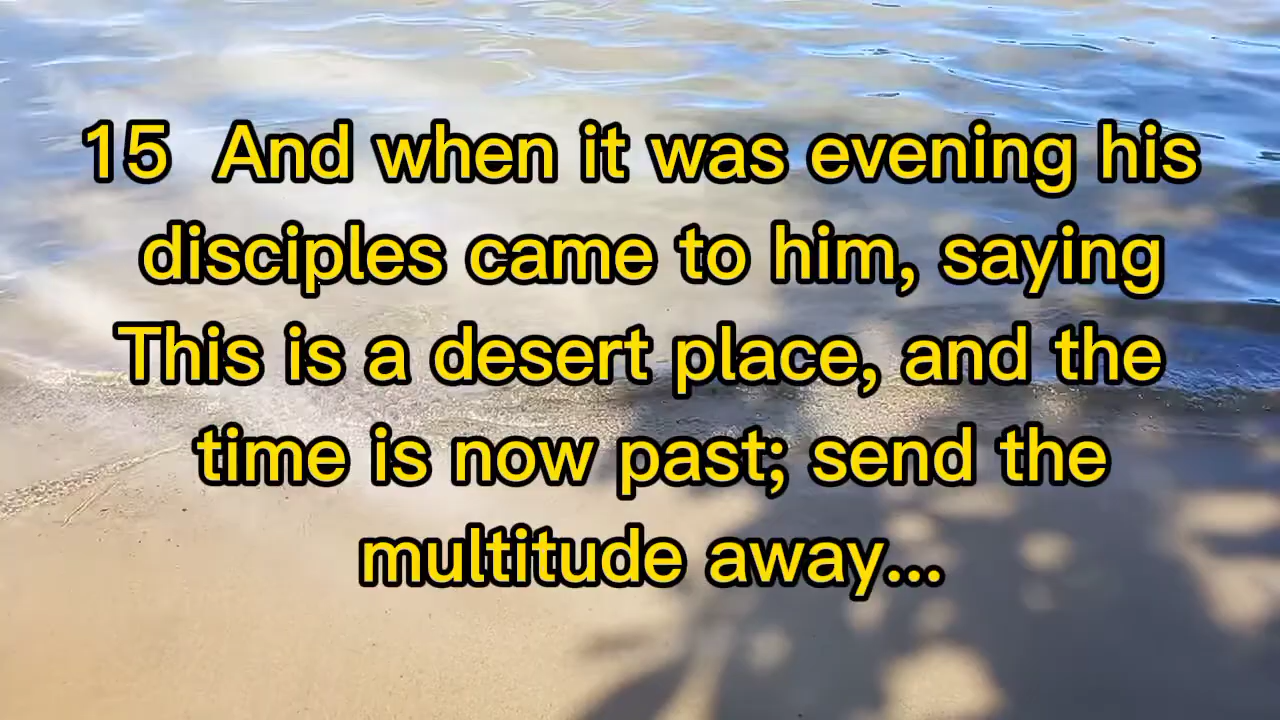 15  And when it was evening his
disciples came to him, saying
This is a desert place, and the
time is now past; send the
multitude away...